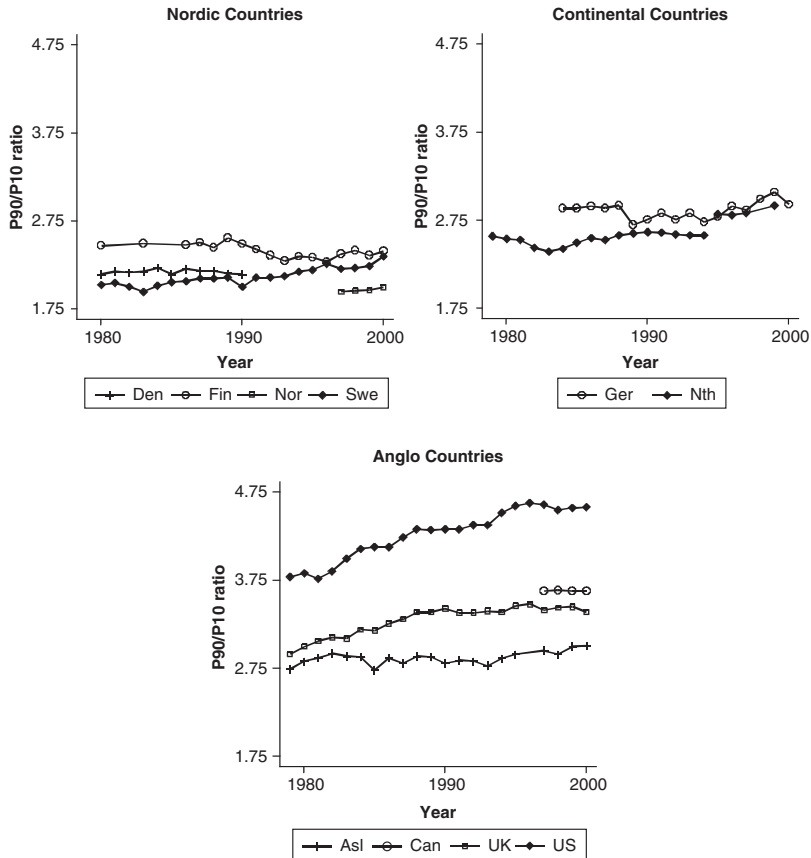 Nordic Countries
4.75
3.75
2.75
1.75
P90/P10 ratio
1980
1990
2000
Year
Den Fin Nor Swe
Continental Countries
4.75
3.75
2.75
1.75
P90/P10 ratio
1980
1990
2000
Year
Ger Nth
Anglo Countries
4.75
3.75
2.75
1.75
P90/P10 ratio
1980
1990
2000
Year
Asl Can UK US